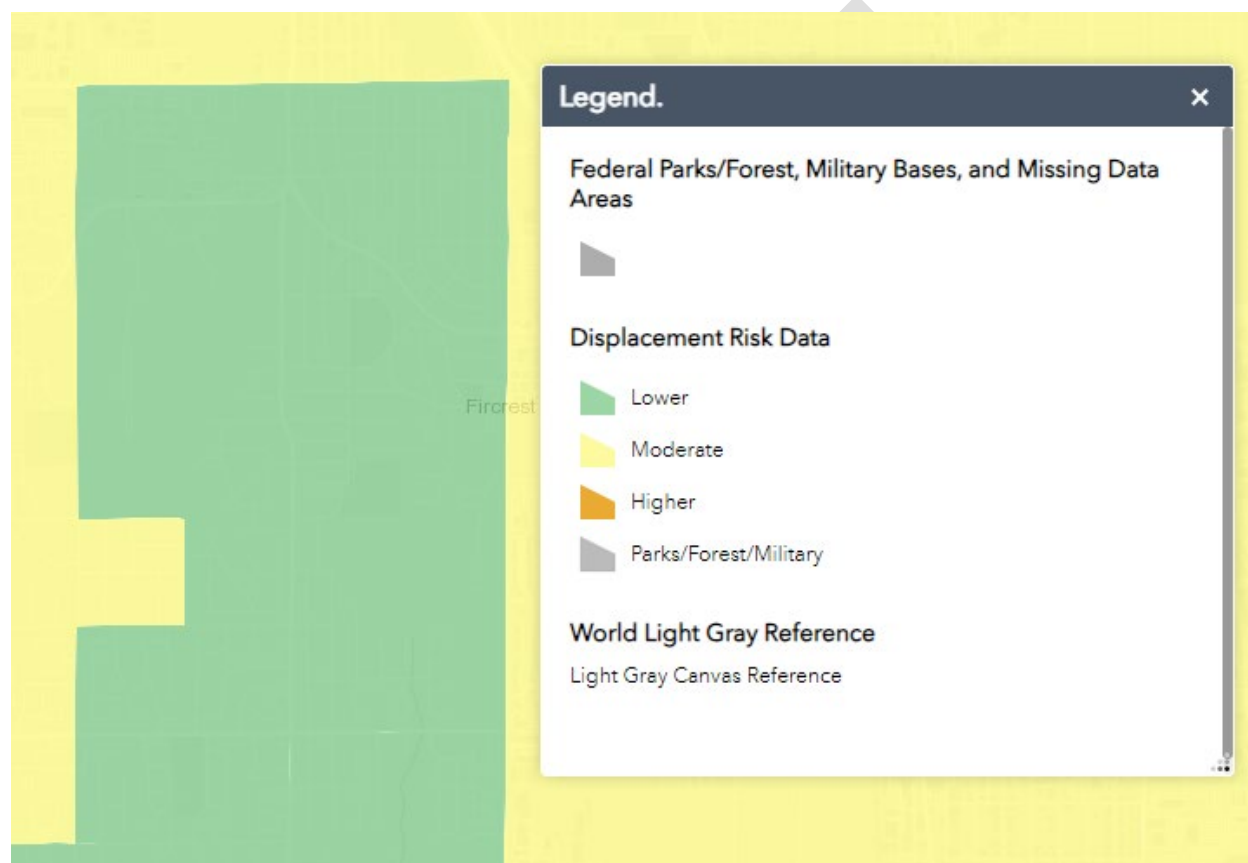 Legend.
×
Federal Parks/Forest, Military Bases, and Missing Data
Areas
Displacement Risk Data
Lower
Fircrest
Moderate
Higher
Parks/Forest/Military
World Light Gray Reference
Light Gray Canvas Reference